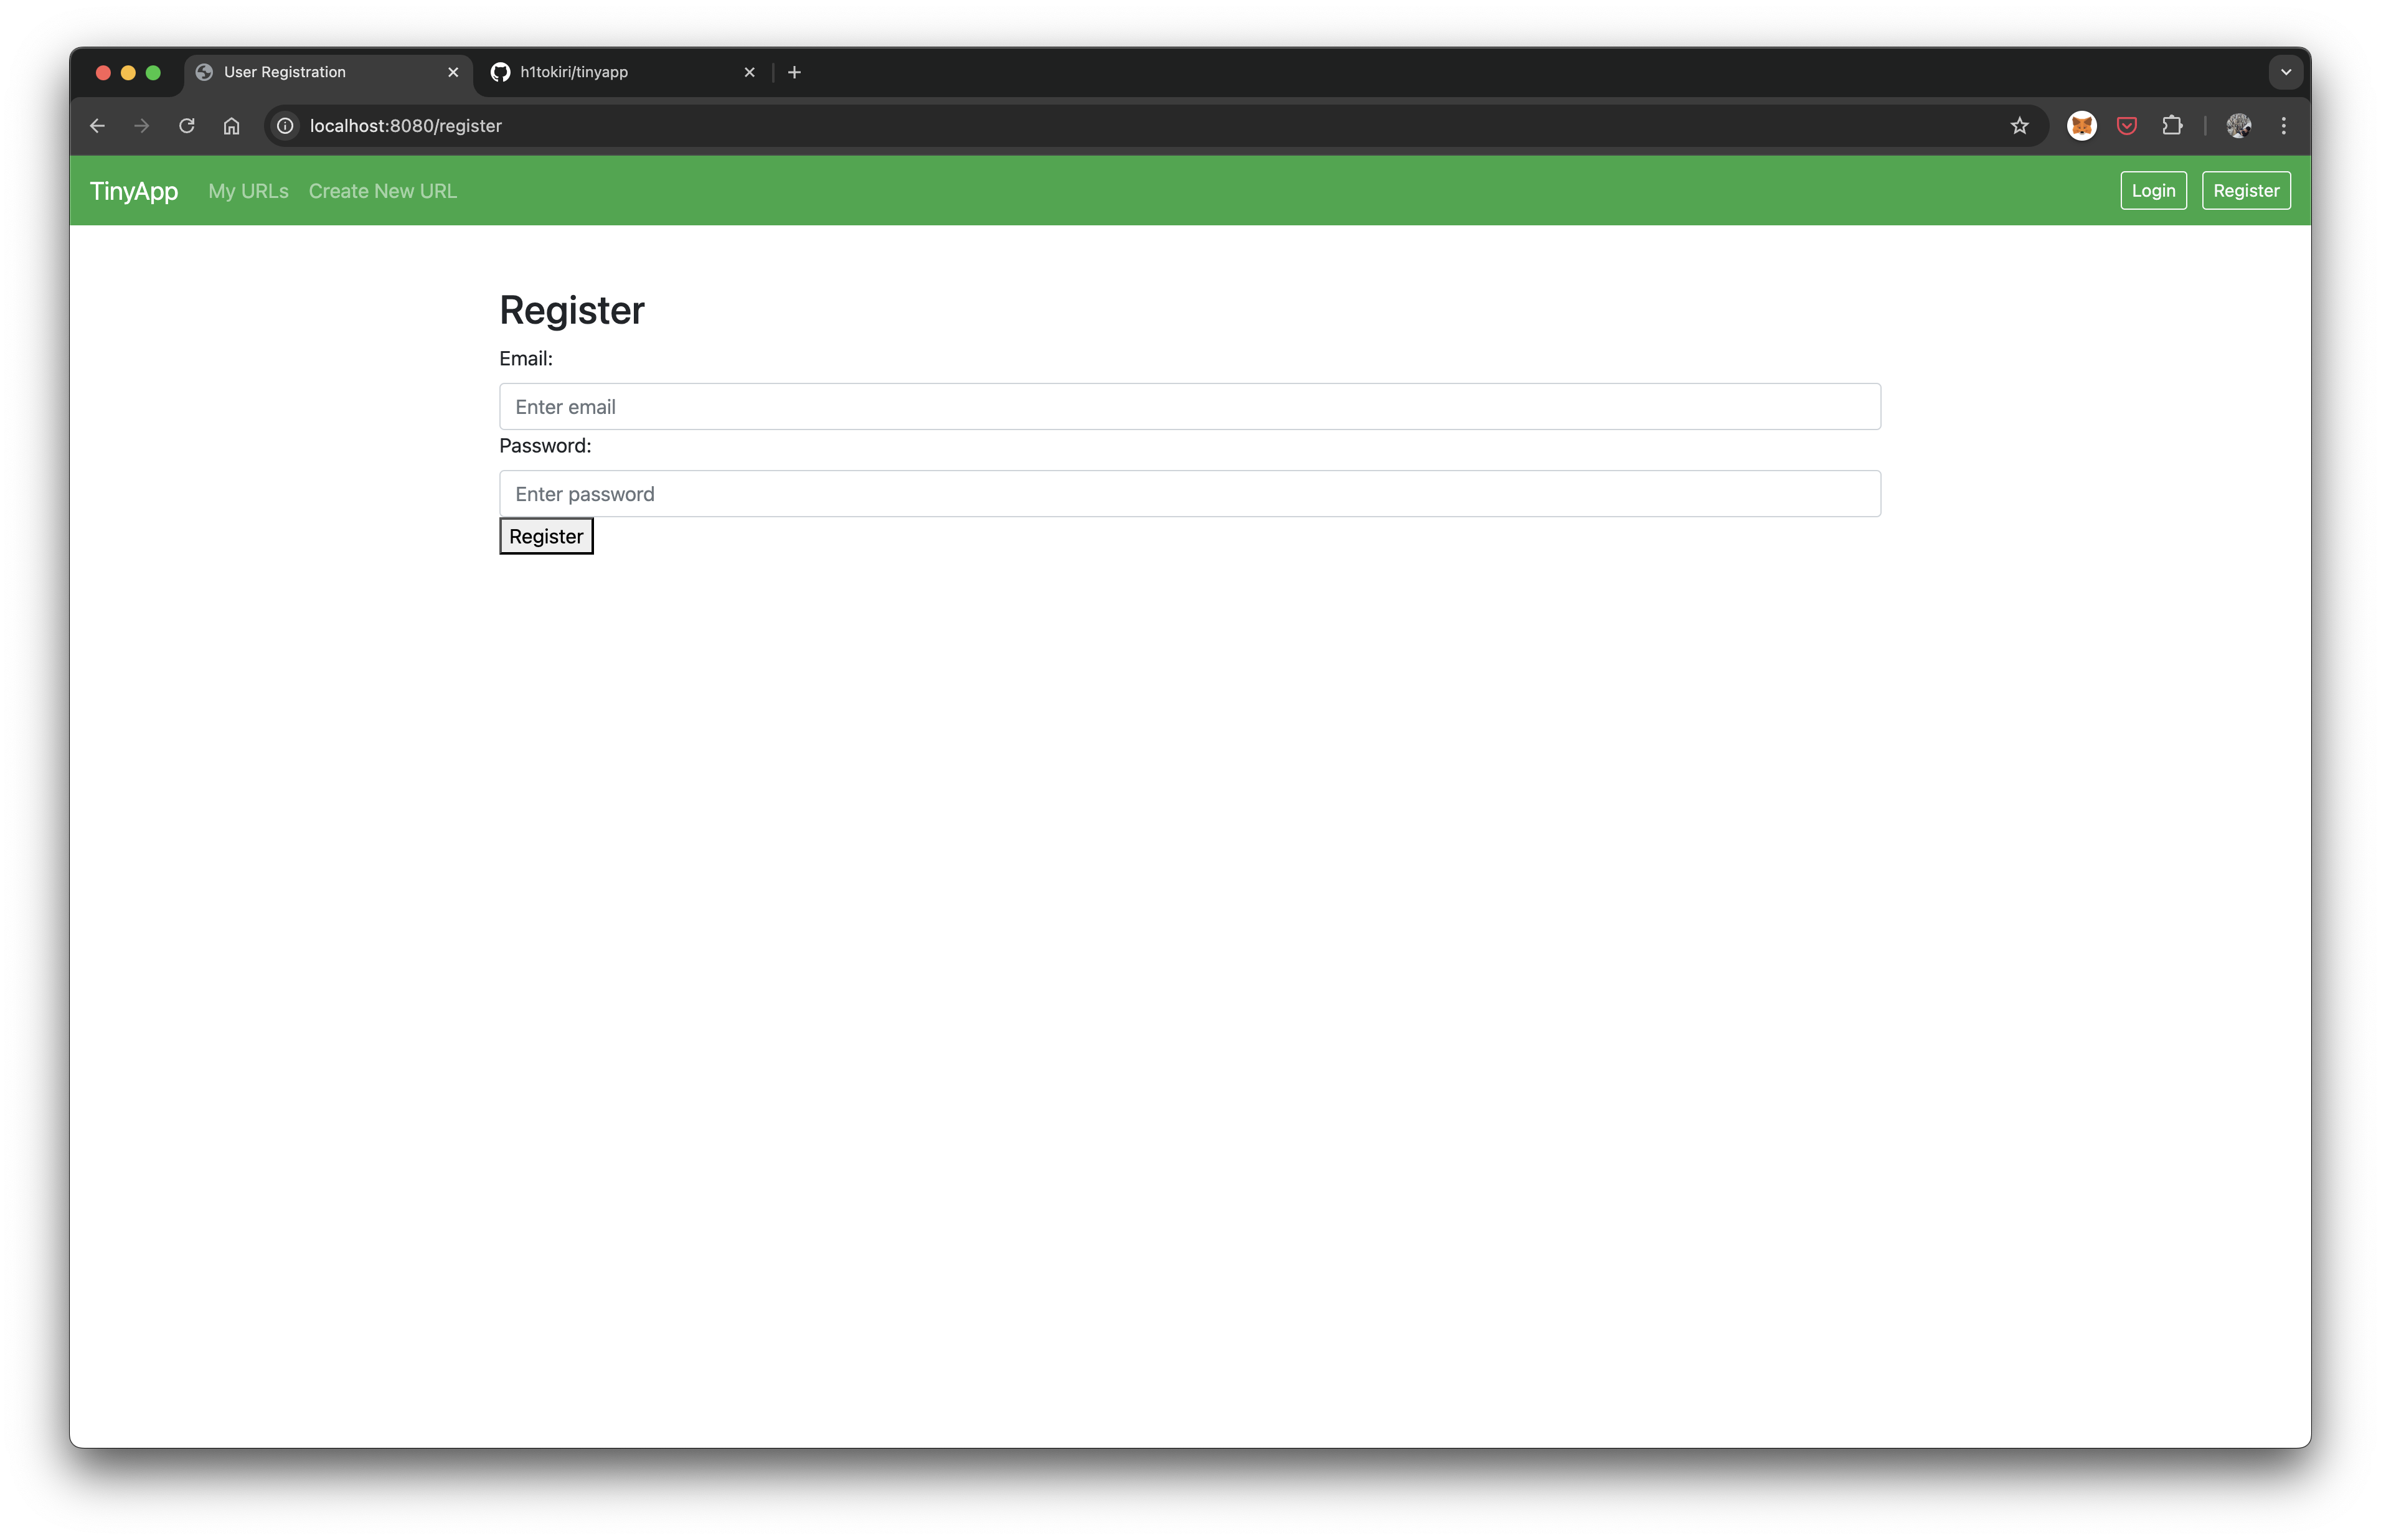 User Registration
h1tokiri/tinyapp
localhost:8080/register
TinyApp My URLs Create New URL Login Register
Register
Email:
Enter email
Password:
Enter password
Register